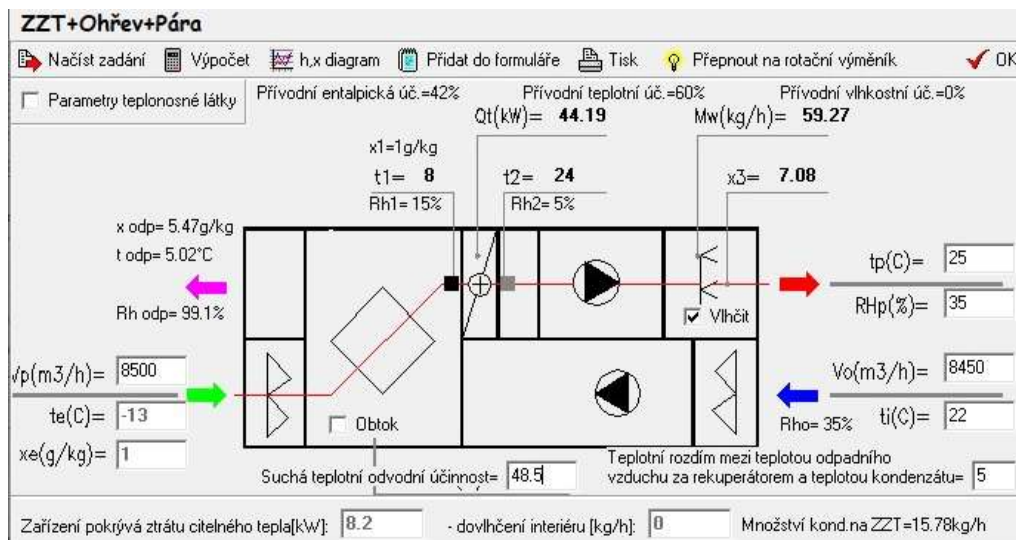 ZZT+Ohřev+Pára
Načíst zadání Výpočet h,x diagram Přidat do formuláře Tisk Přepnout na rotační výměník OK
Parametry teplonosné látky Přívodní entalpická úč.=42% Přívodní teplotní úč.=60% Přívodní vlhkostní úč.=0%
Qt(kW)= 44.19 Mw(kg/h)= 59.27
x1=1g/kg
t1= 8 t2= 24 x3= 7.08
Rh1= 15% Rh2= 5%
x odp= 5.47g/kg
t odp= 5.02°C
tp(C)= 25
RHp(%)= 35
Rh odp= 99.1%
Vlhčit
Vp(m3/h)= 8500
te(C)= -13
xe(g/kg)= 1
Vo(m3/h)= 8450
Rho= 35% ti(C)= 22
Obtok
Suchá teplotní odvodní účinnost= 48.5
Teplotní rozdím mezi teplotou odpadního
vzduchu za rekuperátorem a teplotou kondenzátu= 5
Zařízení pokrývá ztrátu citelného tepla[kW]: 8.2 - dovlhčení interiéru [kg/h]: 0 Množství kond.na ZZT=15.78kg/h